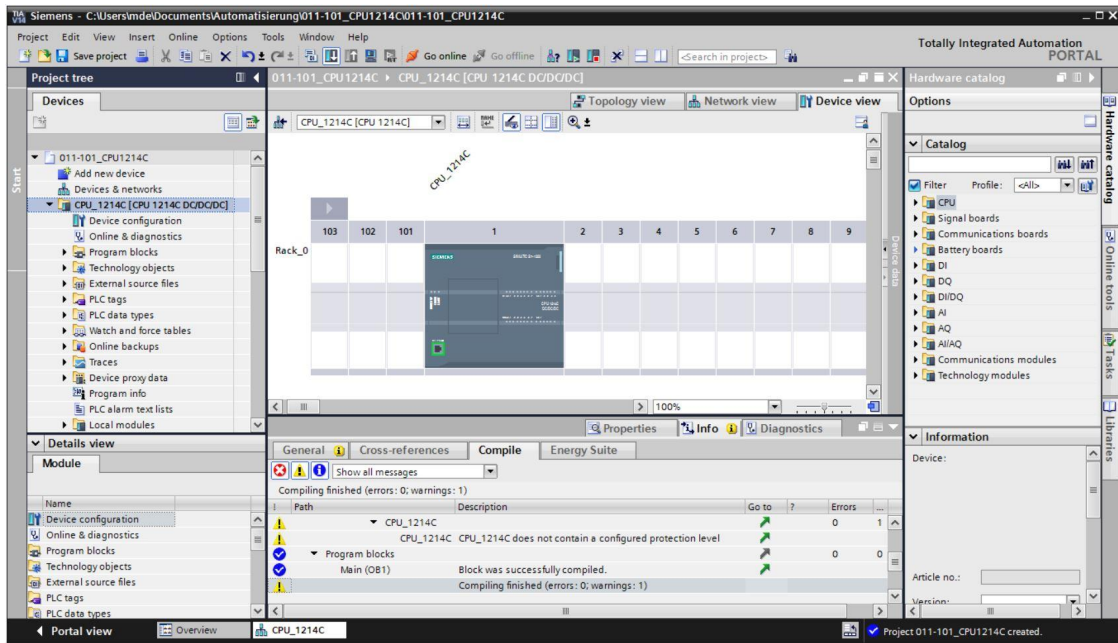 TIA V14 Siemens - C:\Users\mde\Documents\Automatisierung\011-101_CPU1214C\011-101_CPU1214C
Project Edit View Insert Online Options Tools Window Help
Totally Integrated Automation
PORTAL
Save project Go online Go offline <Search in project>
Project tree
Devices
Start
011-101_CPU1214C
Add new device
Devices & networks
CPU_1214C [CPU 1214C DC/DC/DC]
Device configuration
Online & diagnostics
Program blocks
Technology objects
External source files
PLC tags
PLC data types
Watch and force tables
Online backups
Traces
Device proxy data
Program info
PLC alarm text lists
Local modules
Details view
Module
Name
Device configuration
Online & diagnostics
Program blocks
Technology objects
External source files
PLC tags
PLC data types
011-101_CPU1214C CPU_1214C [CPU 1214C DC/DC/DC]
Topology view Network view Device view
CPU_1214C [CPU 1214C]
CPU_1214C
103 102 101 1 2 3 4 5 6 7 8 9
Rack_0
SIEMENS
Device data
100%
Properties Info Diagnostics
General Cross-references Compile Energy Suite
Show all messages
Compiling finished (errors: 0; warnings: 1)
! Path Description Go to ? Errors ...
CPU_1214C 0 1
CPU_1214C CPU_1214C does not contain a configured protection level
Program blocks 0 0
Main (OB1) Block was successfully compiled.
Compiling finished (errors: 0; warnings: 1)
Hardware catalog
Options
Catalog
Filter Profile: <All>
CPU
Signal boards
Communications boards
Battery boards
DI
DQ
DI/DQ
AI
AQ
AI/AQ
Communications modules
Technology modules
Information
Device:
Article no.:
Version:
Hardware catalog
Online tools
Tasks
Libraries
Portal view Overview CPU_1214C Project 011-101_CPU1214C created.